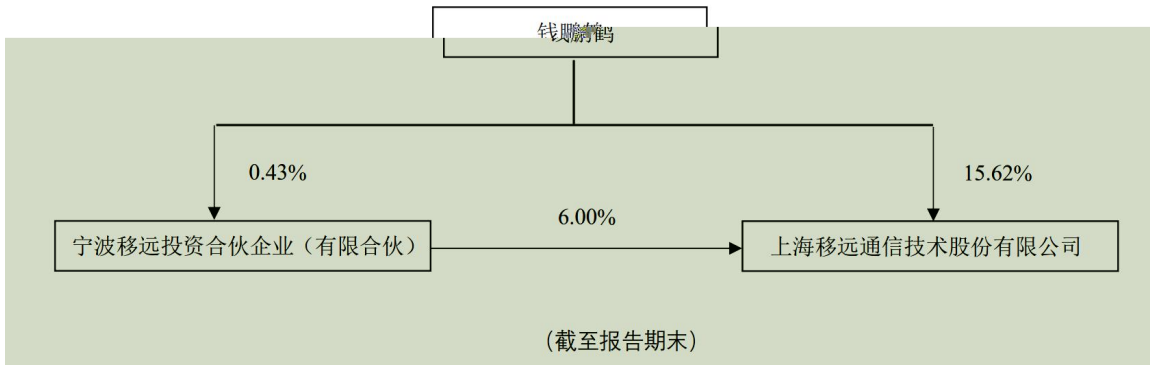 钱鹏鹤
0.43%
15.62%
6.00%
宁波移远投资合伙企业（有限合伙）
上海移远通信技术股份有限公司
（截至报告期末）